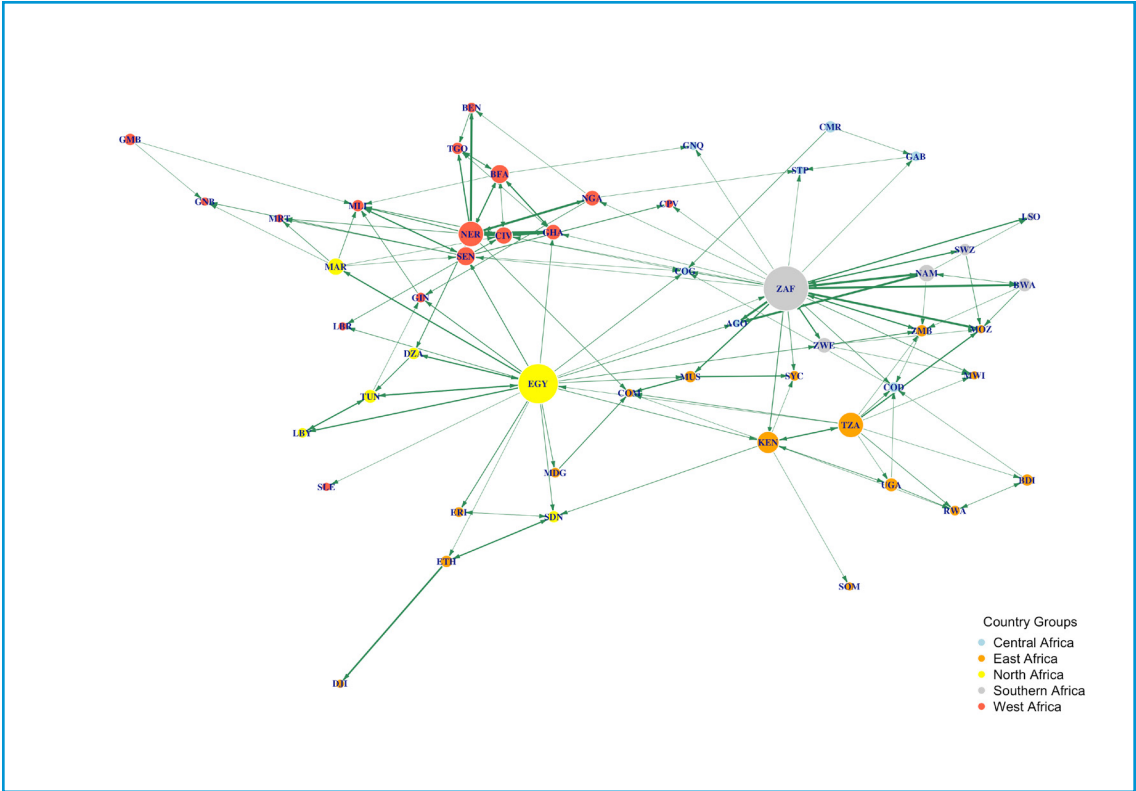 BEN
GMB
CMR
TGO
GNQ
GAB
STP
BFA
GNB
MLI
NGA
CPV
MRT
LSO
NER
CIV
GHA
SWZ
SEN
MAR
COG
NAM
ZAF
BWA
GIN
LBR
AGO
ZMB
MOZ
ZWE
DZA
EGY
MUS
SYC
MWI
TUN
COM
COD
LBY
KEN
TZA
MDG
SLE
UGA
BDI
ERI
SDN
RWA
ETH
SOM
DJI
Country Groups
Central Africa
East Africa
North Africa
Southern Africa
West Africa